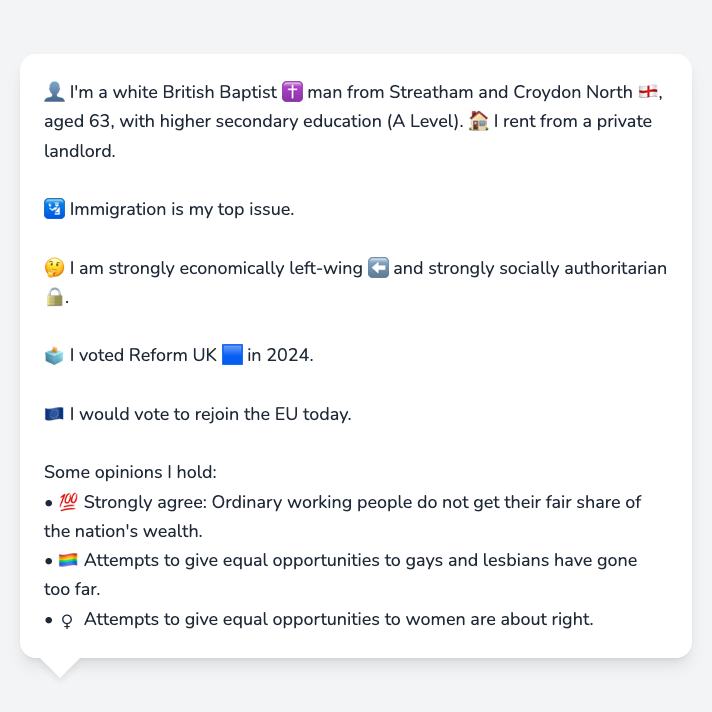 👤 I'm a white British Baptist ✝️ man from Streatham and Croydon North 🏴󠁧󠁢󠁥󠁮󠁧󠁿,
aged 63, with higher secondary education (A Level). 🏠 I rent from a private
landlord.
🛂 Immigration is my top issue.
🤔 I am strongly economically left-wing ⬅️ and strongly socially authoritarian
🔒.
🗳️ I voted Reform UK 🟦 in 2024.
🇪🇺 I would vote to rejoin the EU today.
Some opinions I hold:
• 💯 Strongly agree: Ordinary working people do not get their fair share of
the nation's wealth.
• 🏳️‍🌈 Attempts to give equal opportunities to gays and lesbians have gone
too far.
• ♀ Attempts to give equal opportunities to women are about right.